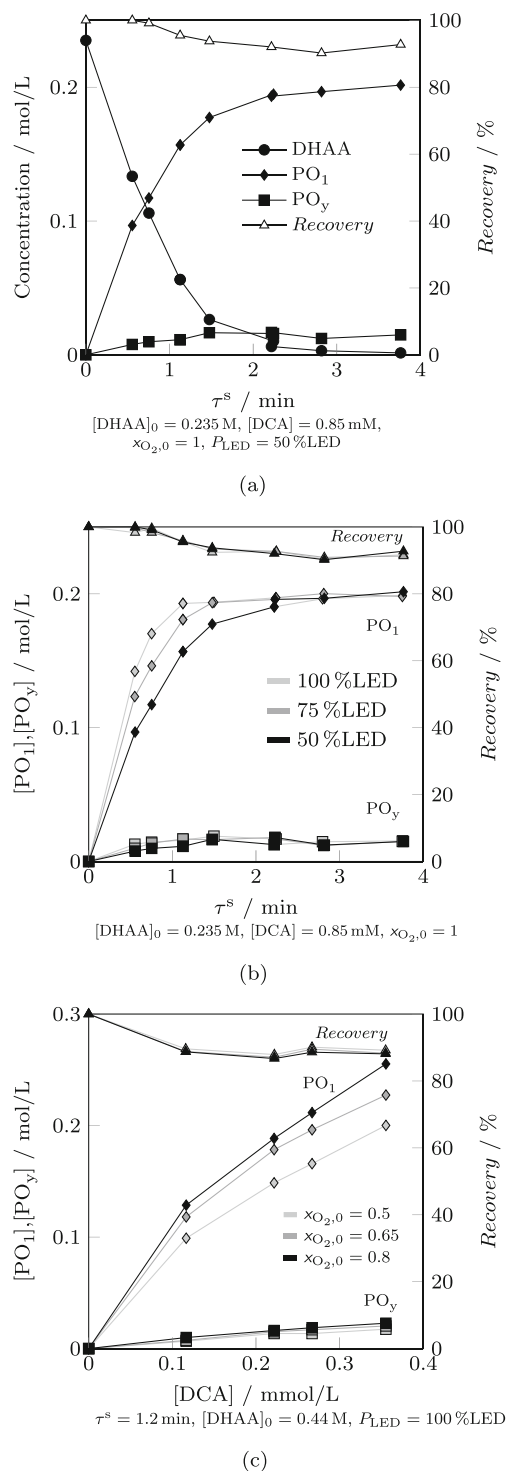 100
0.2
80
DHAA
PO₁
POy
Recovery
60
0.1
40
20
0
0
0 1 2 3 4
Concentration / mol/L
Recovery / %
τˢ / min
[DHAA]₀ = 0.235 M, [DCA] = 0.85 mM,
xO₂,₀ = 1, P_LED = 50 %LED
(a)
100
Recovery
0.2
80
PO₁
60
100 %LED
75 %LED
50 %LED
0.1
40
POy
20
0
0
0 1 2 3 4
[PO₁],[POy] / mol/L
Recovery / %
τˢ / min
[DHAA]₀ = 0.235 M, [DCA] = 0.85 mM, xO₂,₀ = 1
(b)
0.3
100
Recovery
PO₁
80
0.2
60
xO₂,₀ = 0.5
xO₂,₀ = 0.65
xO₂,₀ = 0.8
0.1
40
POy
20
0
0
0 0.1 0.2 0.3 0.4
[PO₁],[POy] / mol/L
Recovery / %
[DCA] / mmol/L
τˢ = 1.2 min, [DHAA]₀ = 0.44 M, P_LED = 100 %LED
(c)